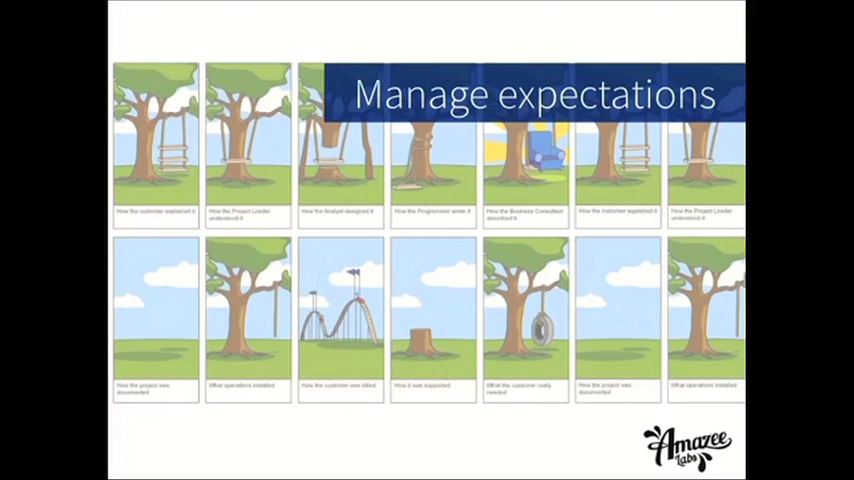 Manage expectations
How the customer explained it
How the Project Leader
understood it
How the Analyst designed it
How the Programmer wrote it
How the Business Consultant
described it
How the customer explained it
How the Project Leader
understood it
How the project was
documented
What operations installed
How the customer was billed
How it was supported
What the customer really
needed
How the project was
documented
What operations installed
Amazee
Labs